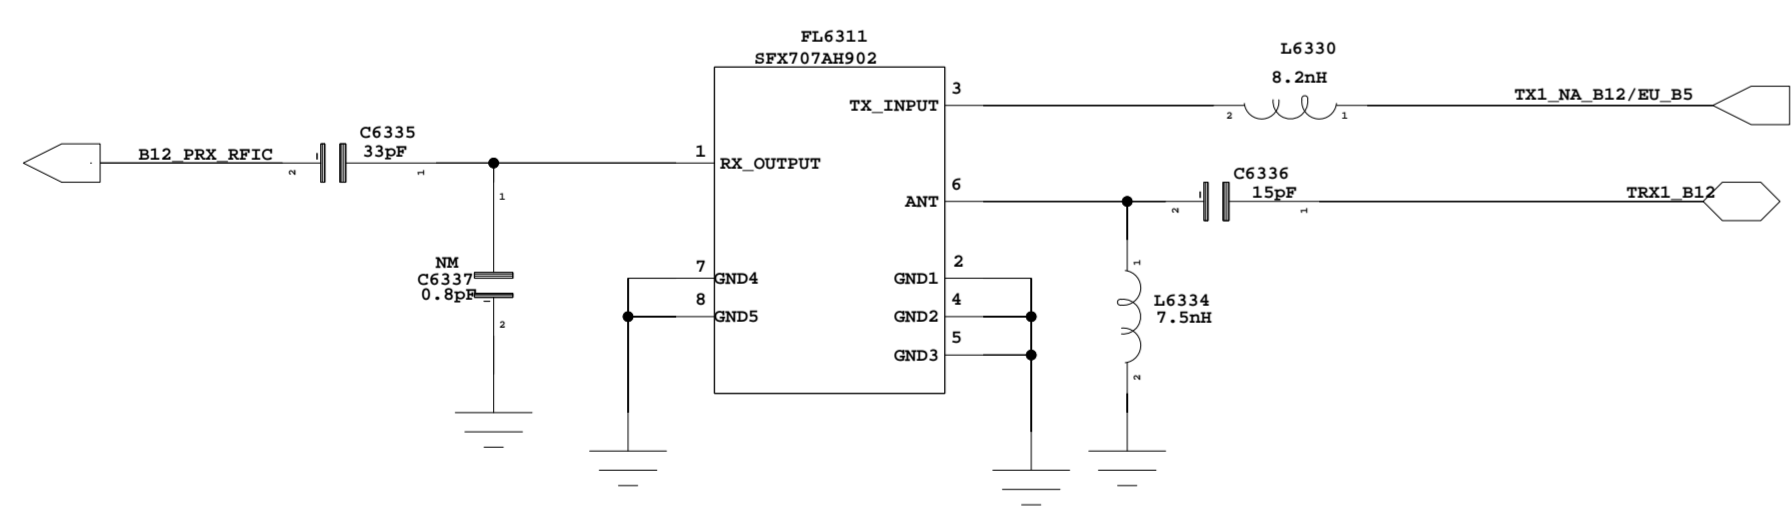 FL6311
SFX707AH902
L6330
8.2nH
3
TX_INPUT
2
1
TX1_NA_B12/EU_B5
C6335
33pF
B12_PRX_RFIC
2
1
1
RX_OUTPUT
C6336
15pF
6
ANT
2
1
TRX1_B12
1
NM
C6337
0.8pF
2
7
GND4
8
GND5
2
GND1
4
GND2
5
GND3
1
L6334
7.5nH
2